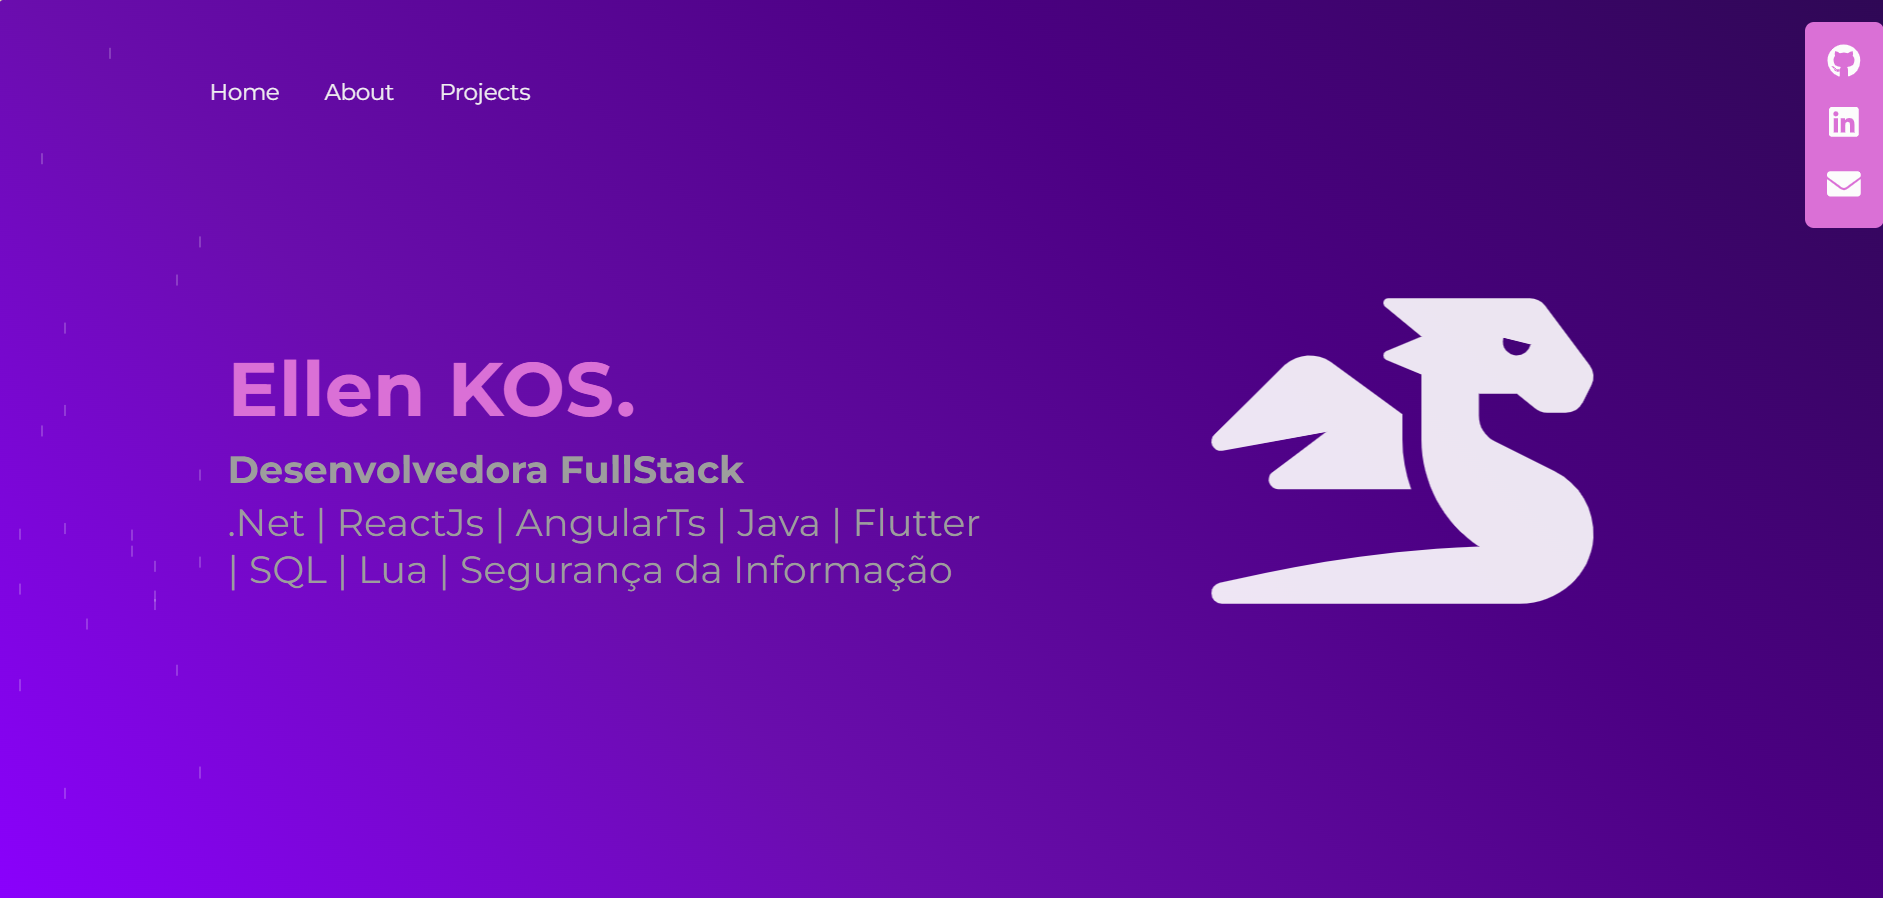 Home About Projects
Ellen KOS.
Desenvolvedora FullStack
.Net | ReactJs | AngularTs | Java | Flutter
| SQL | Lua | Segurança da Informação